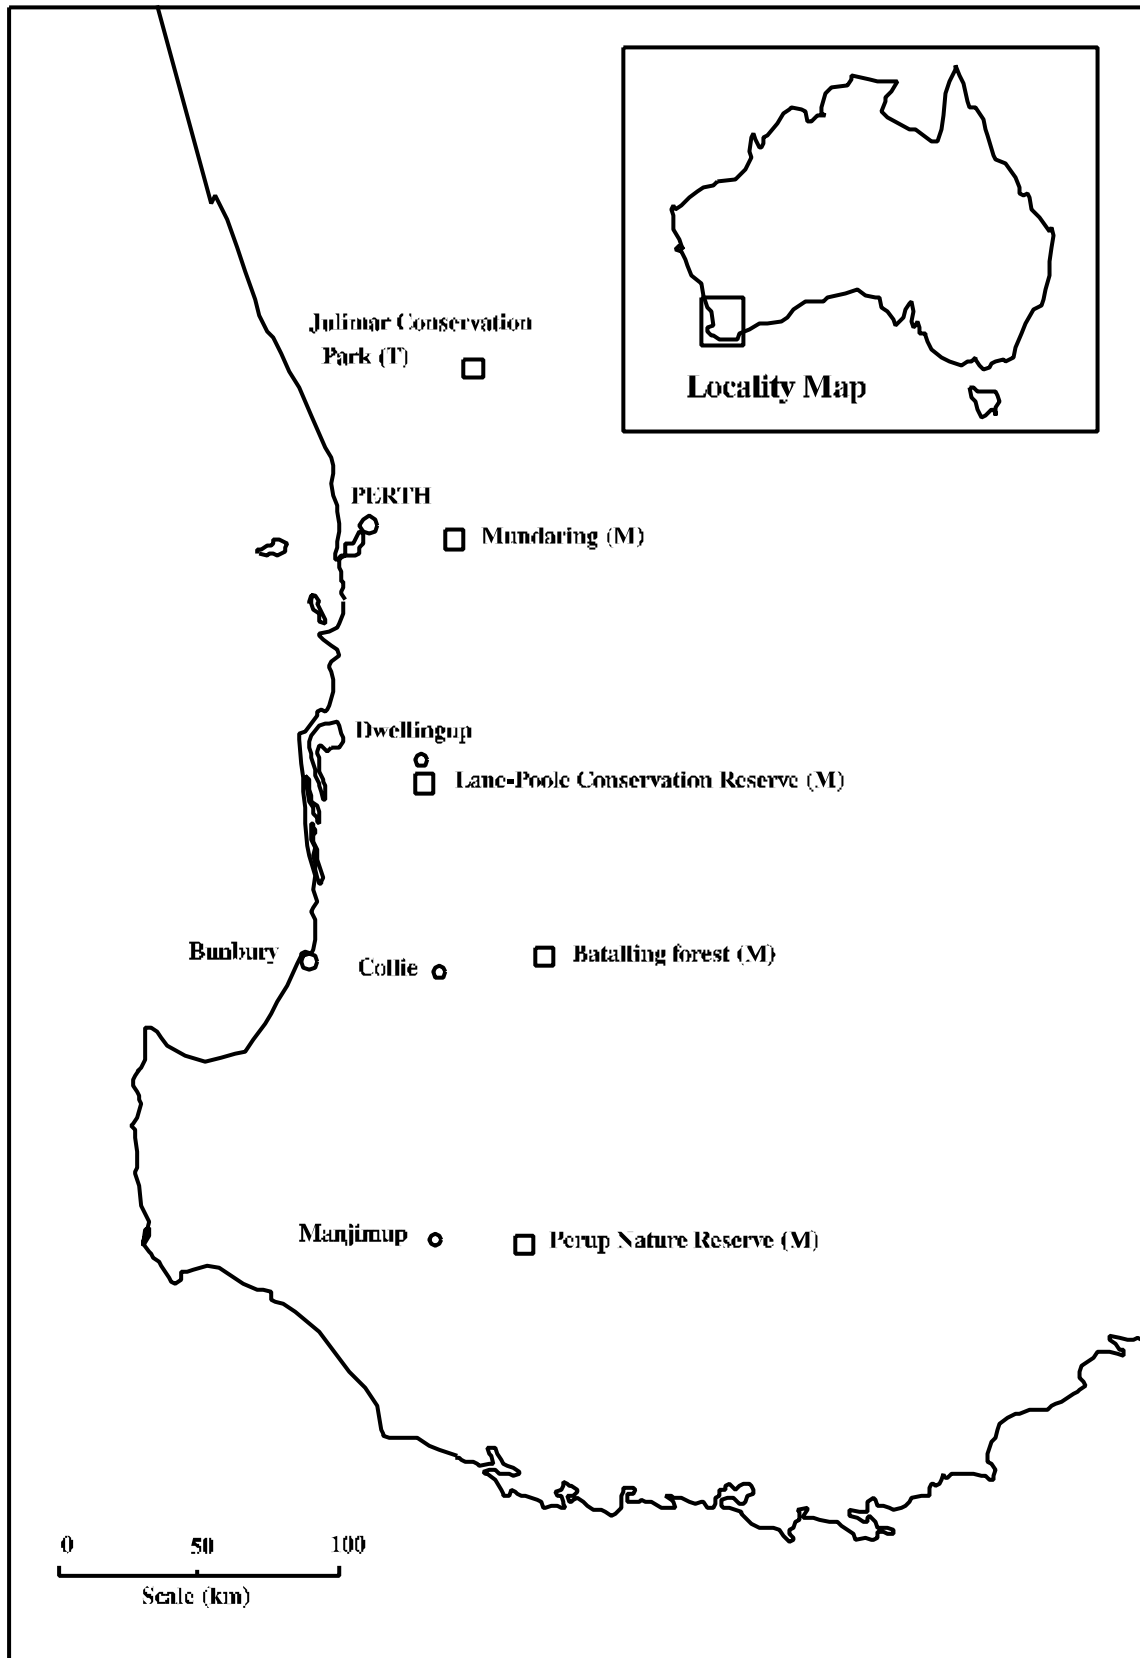 Julimar Conservation
Park (T)
Locality Map
PERTH
Mundaring (M)
Dwellingup
Lane-Poole Conservation Reserve (M)
Bunbury
Collie
Batalling forest (M)
Manjimup
Perup Nature Reserve (M)
0 50 100
Scale (km)